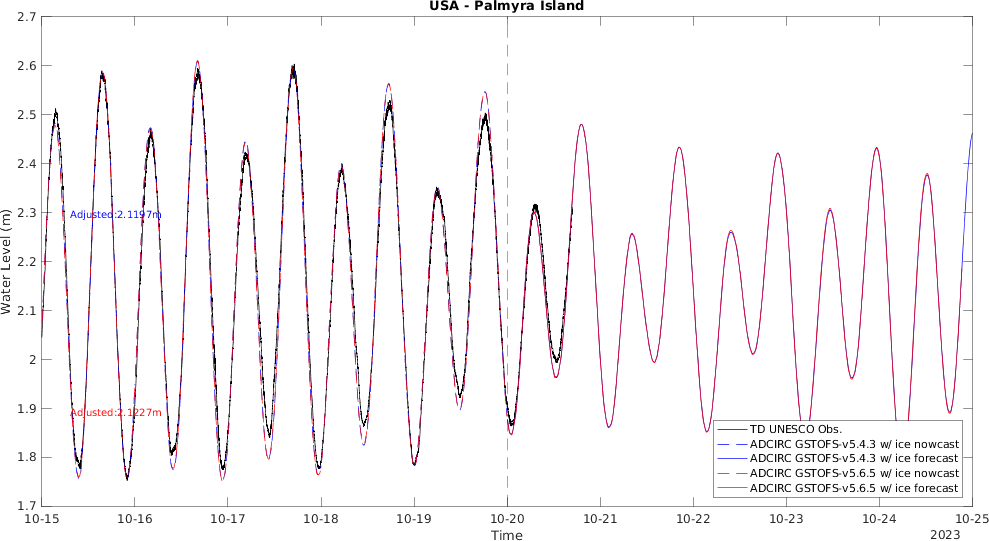 USA - Palmyra Island
2.7
2.6
2.5
2.4
2.3
2.2
2.1
2
1.9
1.8
1.7
Water Level (m)
Adjusted:2.1197m
Adjusted:2.1227m
TD UNESCO Obs.
ADCIRC GSTOFS-v5.4.3 w/ ice nowcast
ADCIRC GSTOFS-v5.4.3 w/ ice forecast
ADCIRC GSTOFS-v5.6.5 w/ ice nowcast
ADCIRC GSTOFS-v5.6.5 w/ ice forecast
10-15 10-16 10-17 10-18 10-19 10-20 10-21 10-22 10-23 10-24 10-25
Time
2023